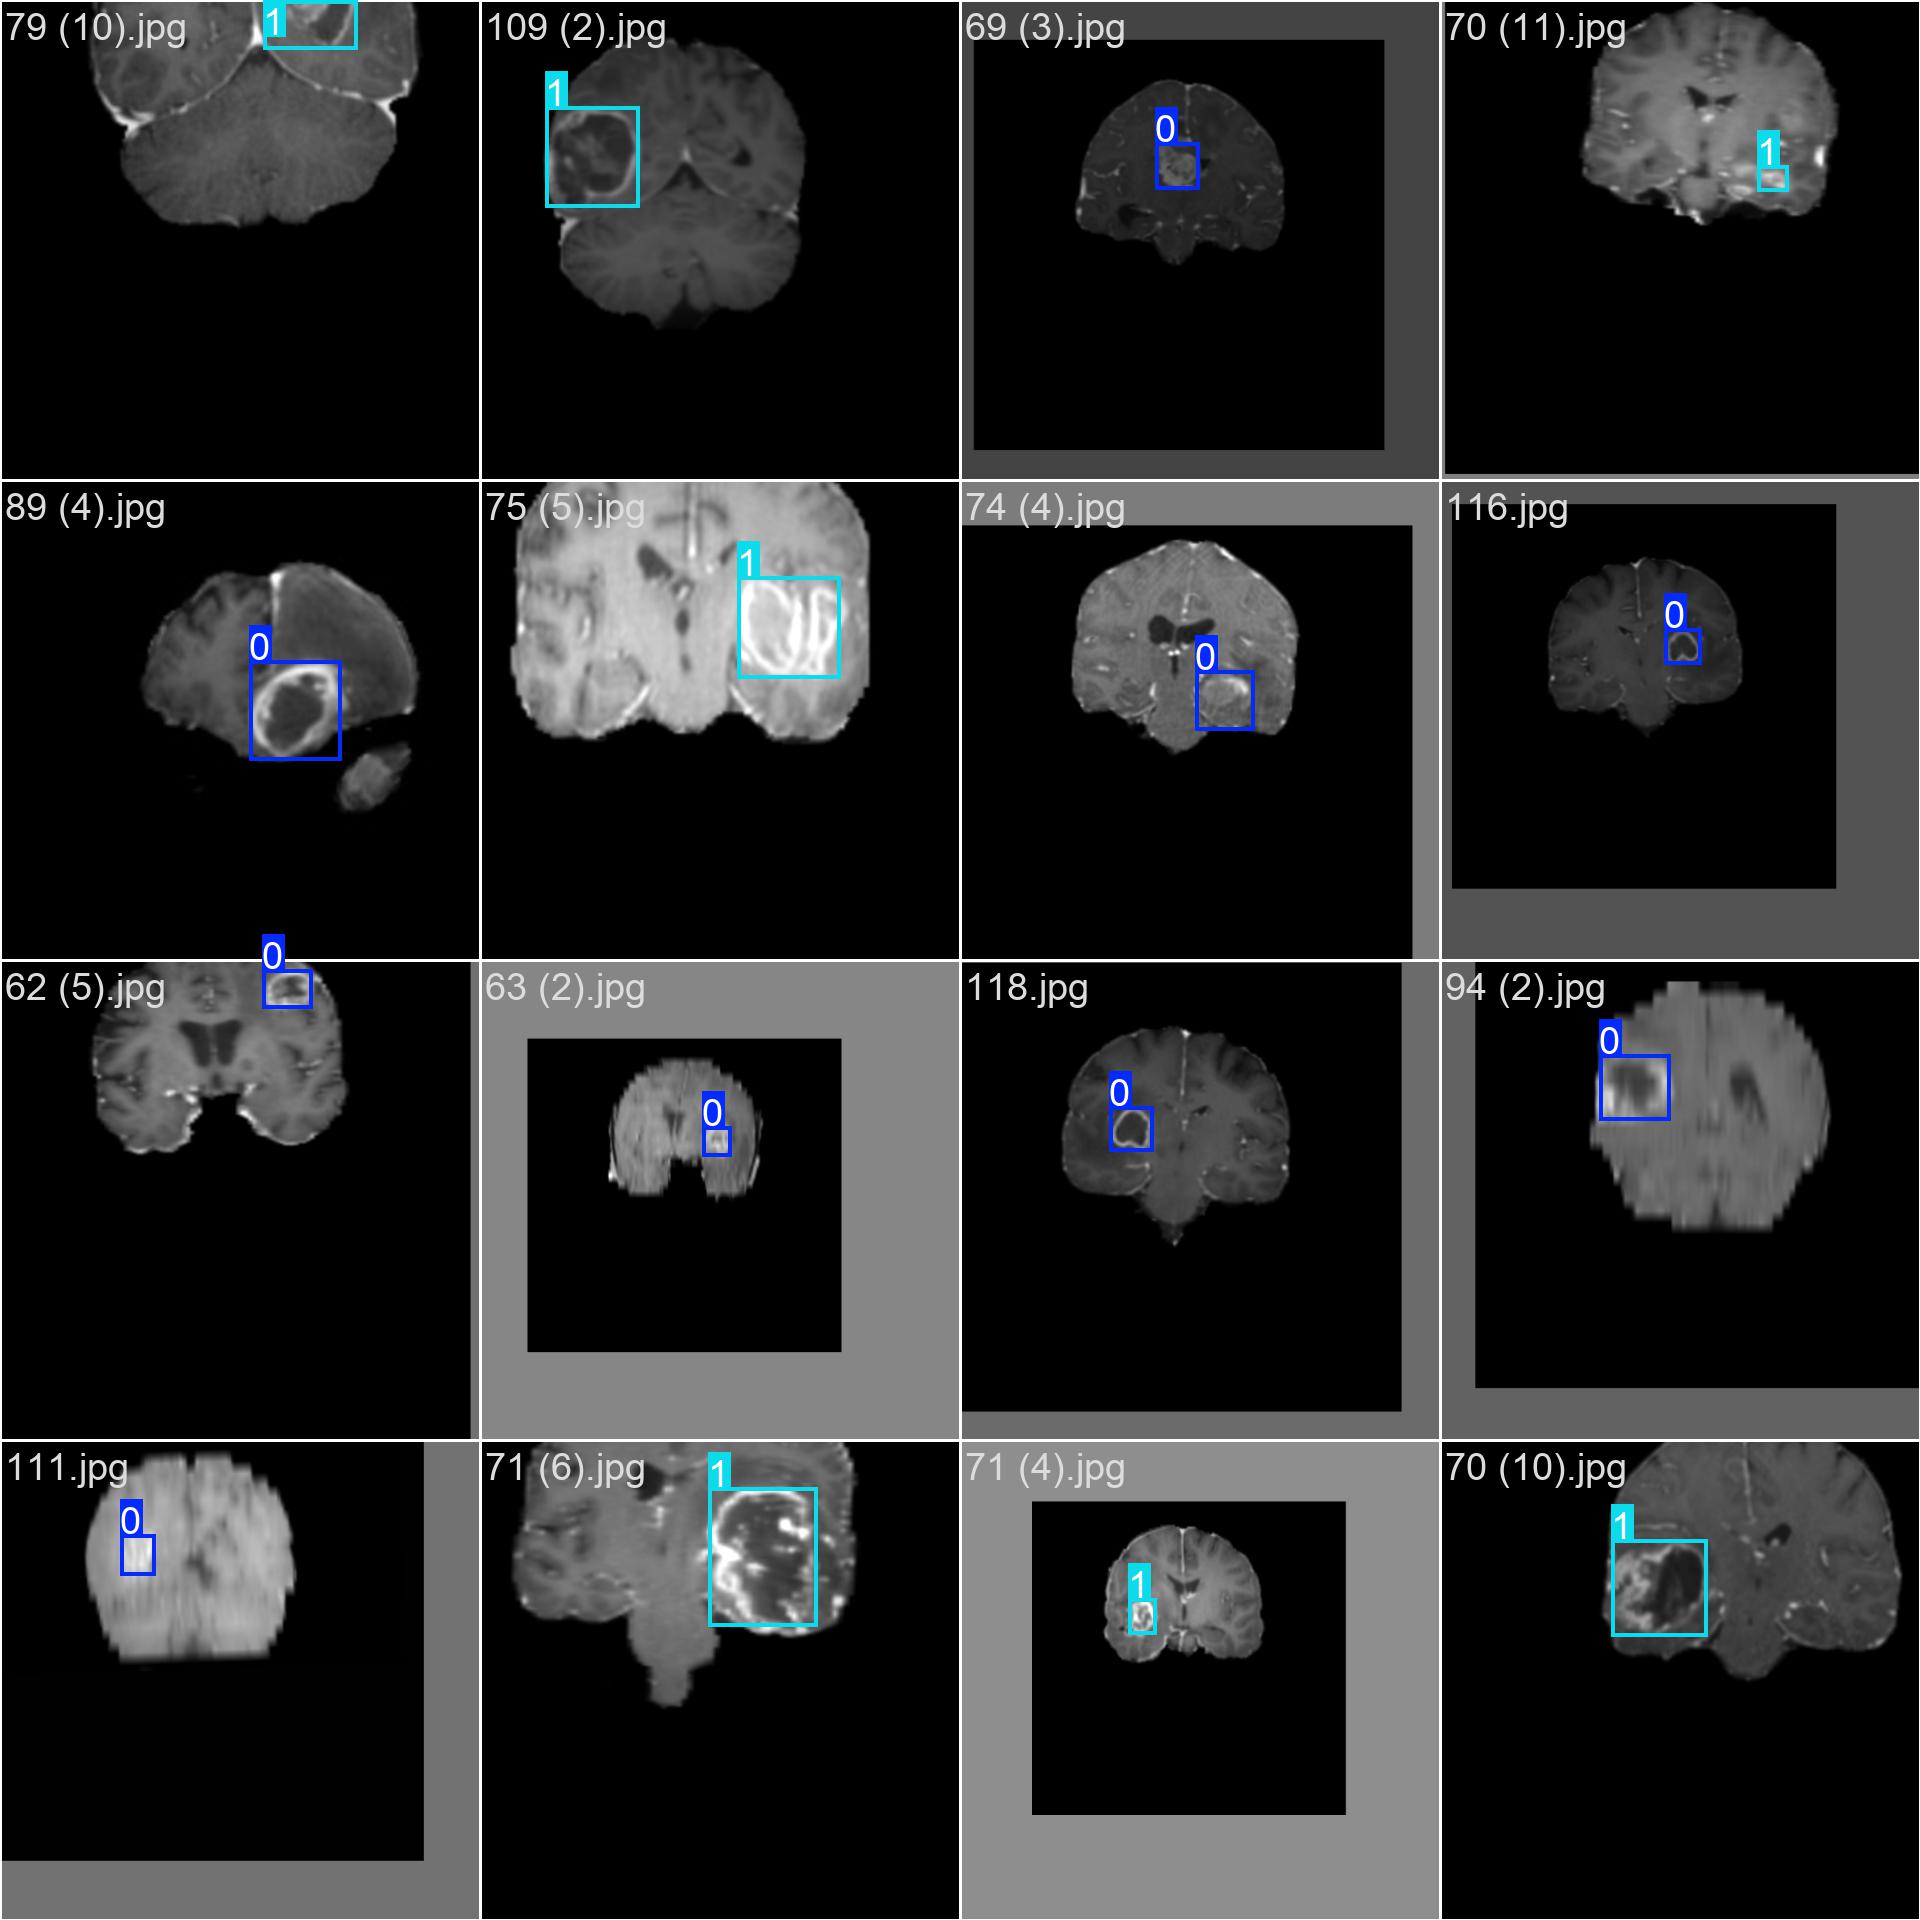 79 (10).jpg
1
109 (2).jpg
1
69 (3).jpg
0
70 (11).jpg
1
89 (4).jpg
0
75 (5).jpg
1
74 (4).jpg
0
116.jpg
0
62 (5).jpg
0
63 (2).jpg
0
118.jpg
0
94 (2).jpg
0
111.jpg
0
71 (6).jpg
1
71 (4).jpg
1
70 (10).jpg
1